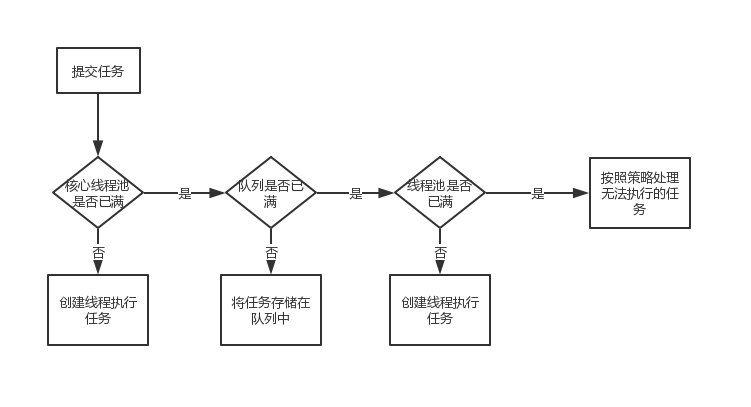 提交任务
核心线程池
是否已满
是
队列是否已
满
是
线程池是否
已满
是
按照策略处理
无法执行的任
务
否
否
否
创建线程执行
任务
将任务存储在
队列中
创建线程执行
任务